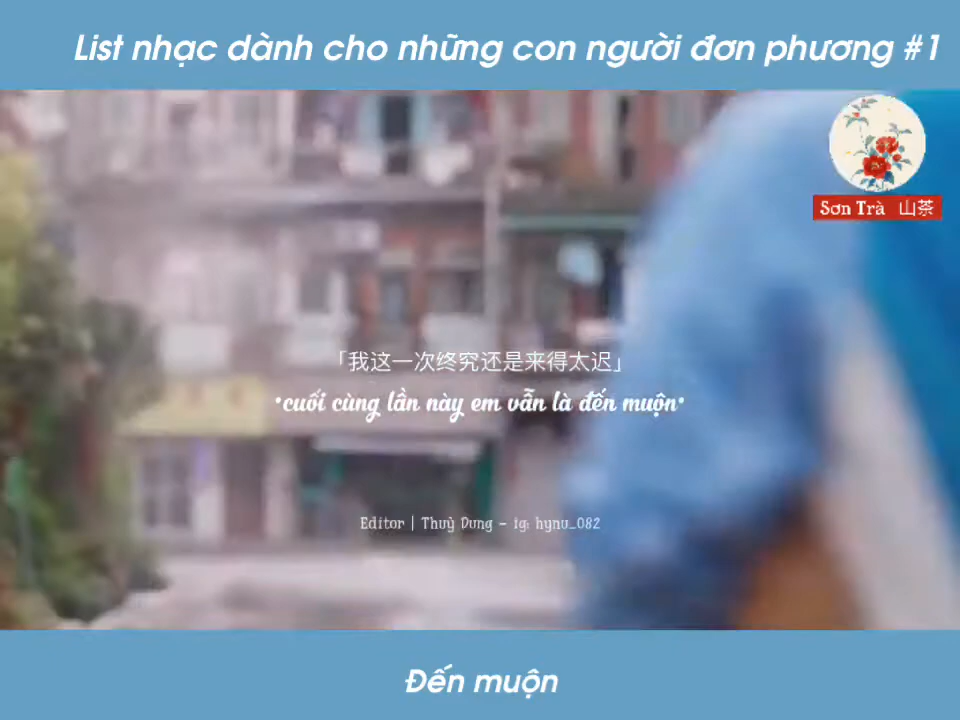 List nhạc dành cho những con người đơn phương #1
Sơn Trà 山茶
「我这一次终究还是来得太迟」
•cuối cùng lần này em vẫn là đến muộn•
Editor | Thuỳ Dung - ig: hynu_082
Đến muộn